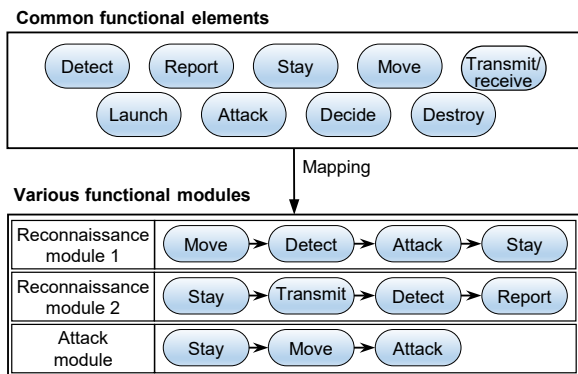 Common functional elements
Detect Report Stay Move Transmit/
receive
Launch Attack Decide Destroy
Mapping
Various functional modules
Reconnaissance
module 1
Move Detect Attack Stay
Reconnaissance
module 2
Stay Transmit Detect Report
Attack
module
Stay Move Attack